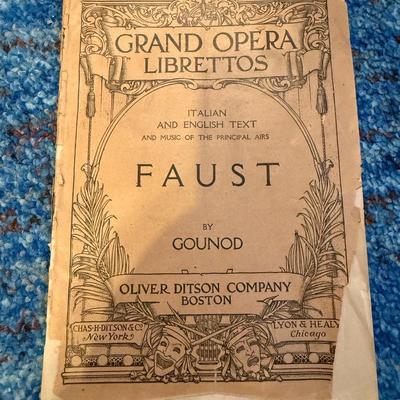 GRAND OPERA
LIBRETTOS
ITALIAN
AND ENGLISH TEXT
AND MUSIC OF THE PRINCIPAL AIRS
FAUST
BY
GOUNOD
OLIVER DITSON COMPANY
BOSTON
CHAS·H·DITSON & CO.
New York
LYON & HEALY
Chicago